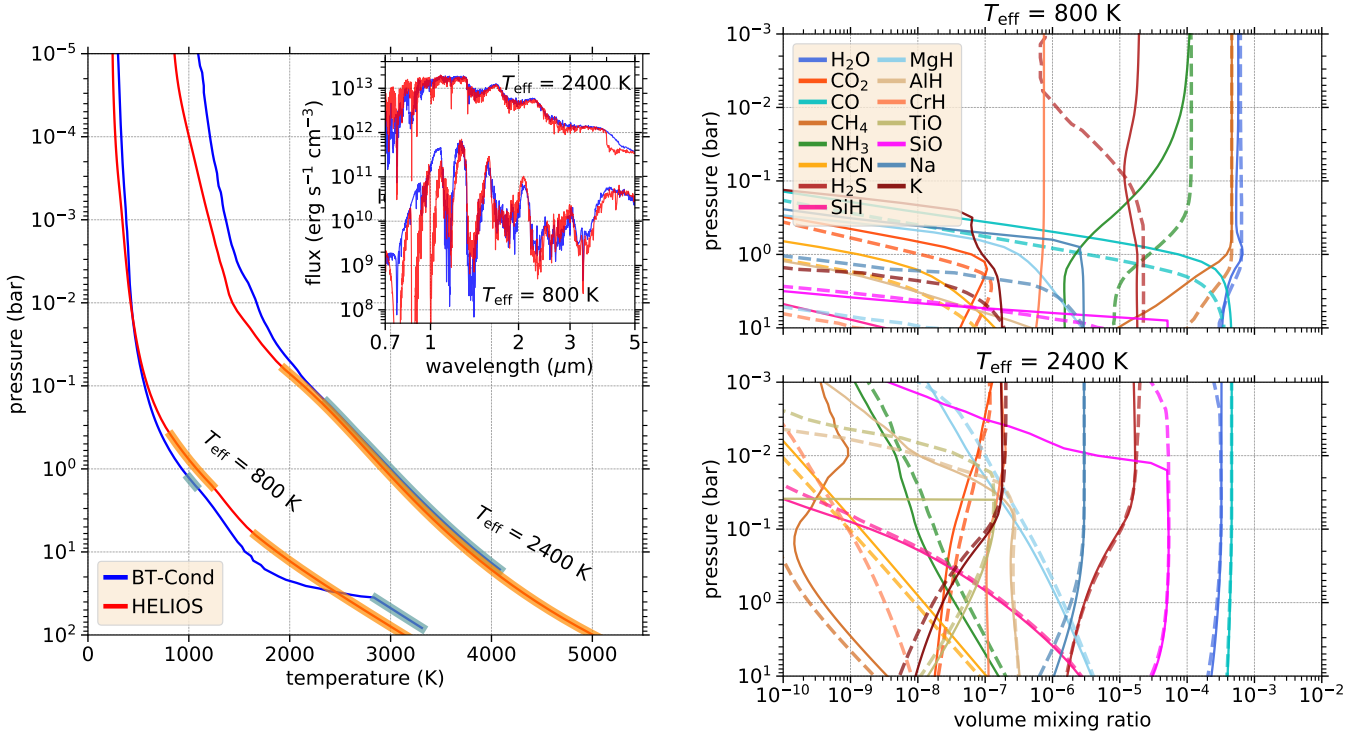 10⁻⁵
10⁻⁴
10⁻³
10⁻²
10⁻¹
10⁰
10¹
10²
pressure (bar)
0 1000 2000 3000 4000 5000
temperature (K)
T_eff = 800 K
T_eff = 2400 K
BT-Cond
HELIOS
10¹³
10¹²
10¹¹
10¹⁰
10⁹
10⁸
flux (erg s⁻¹ cm⁻³)
T_eff = 2400 K
T_eff = 800 K
0.7 1 2 3 5
wavelength (μm)
T_eff = 800 K
10⁻³
10⁻²
10⁻¹
10⁰
10¹
pressure (bar)
H₂O
CO₂
CO
CH₄
NH₃
HCN
H₂S
SiH
MgH
AlH
CrH
TiO
SiO
Na
K
T_eff = 2400 K
10⁻³
10⁻²
10⁻¹
10⁰
10¹
pressure (bar)
10⁻¹⁰ 10⁻⁹ 10⁻⁸ 10⁻⁷ 10⁻⁶ 10⁻⁵ 10⁻⁴ 10⁻³ 10⁻²
volume mixing ratio